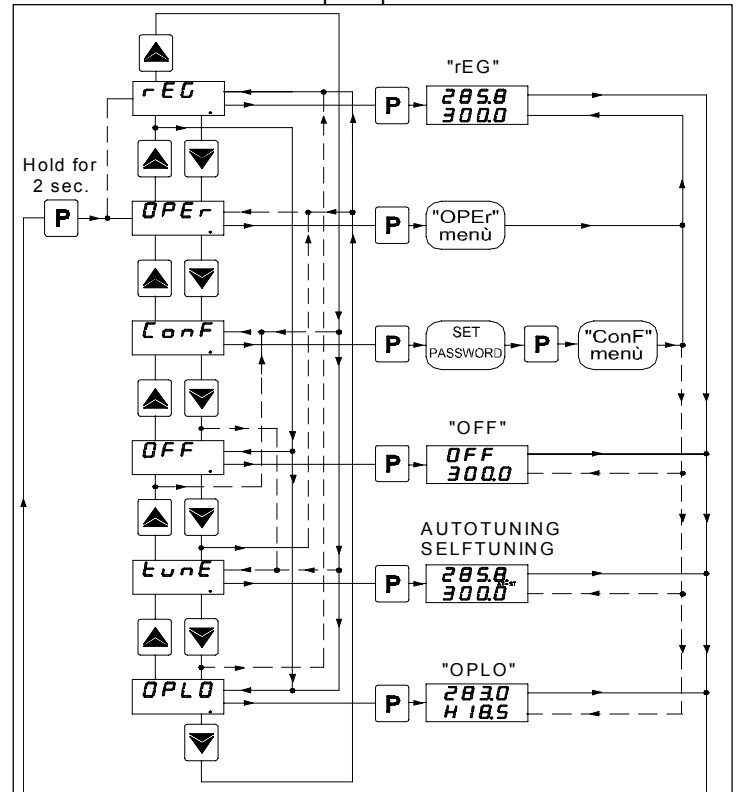 "rEG"
rEG.
P
285.8
300.0
Hold for
2 sec.
P
OPEr.
P
"OPEr"
menù
ConF.
P
SET
PASSWORD
P
"ConF"
menù
"OFF"
OFF.
P
OFF
300.0
AUTOTUNING
SELFTUNING
tunE.
P
285.8
300.0
"OPLO"
OPLO.
P
283.0
H 18.5